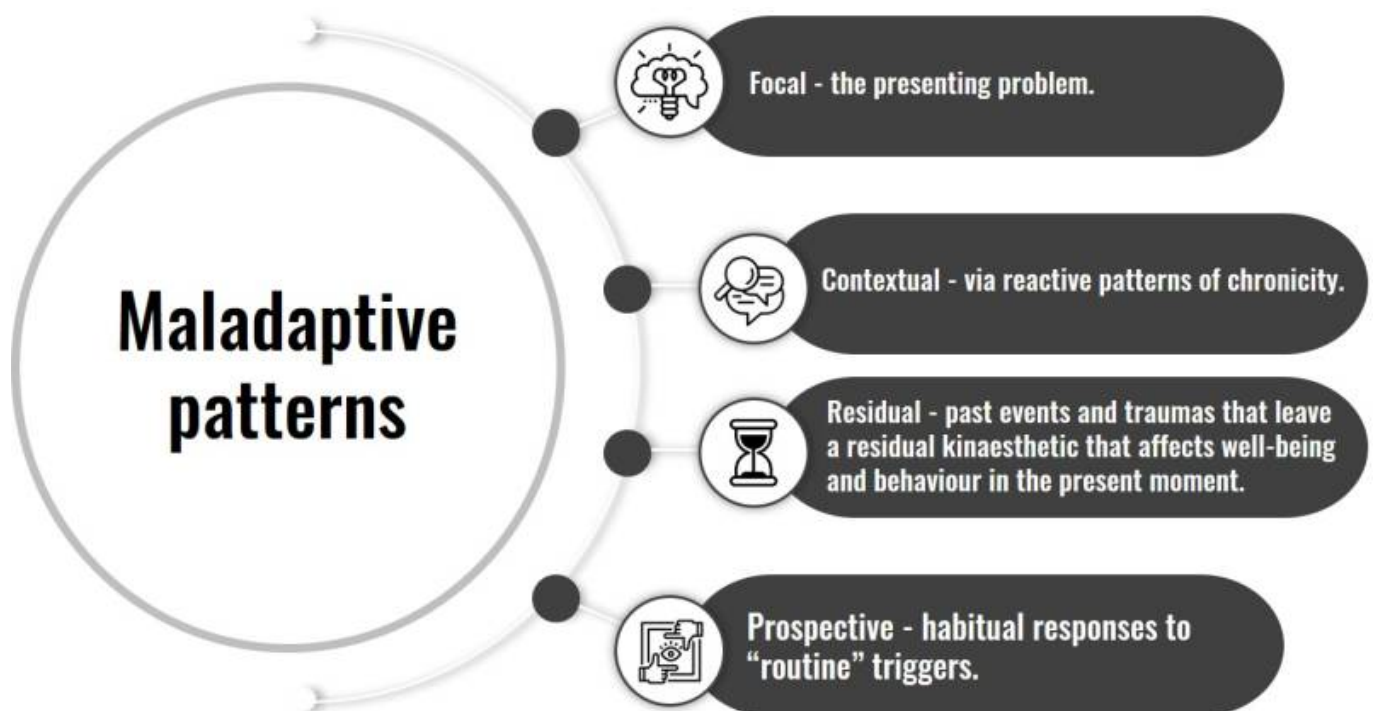 Maladaptive
patterns
Focal - the presenting problem.
Contextual - via reactive patterns of chronicity.
Residual - past events and traumas that leave
a residual kinaesthetic that affects well-being
and behaviour in the present moment.
Prospective - habitual responses to
“routine” triggers.